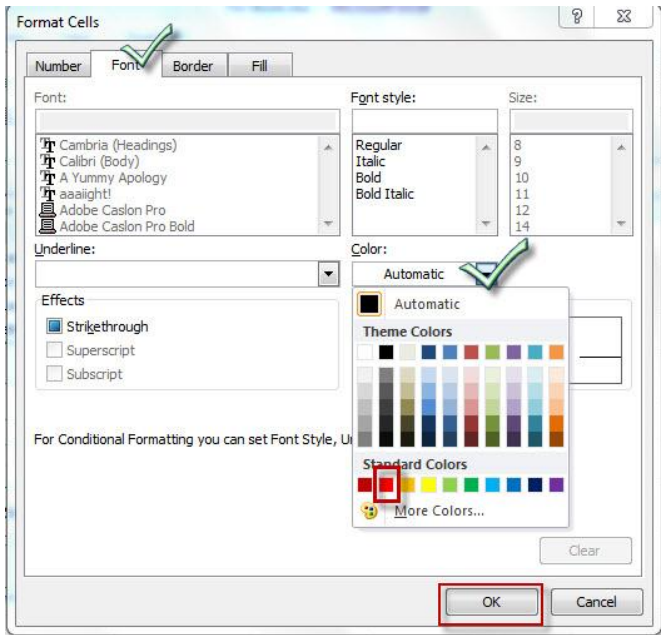 Format Cells
Number Font Border Fill
Font: Font style: Size:
Cambria (Headings) Regular 8
Calibri (Body) Italic 9
A Yummy Apology Bold 10
aaaiight! Bold Italic 11
Adobe Caslon Pro 12
Adobe Caslon Pro Bold 14
Underline: Color:
Automatic
Effects Automatic
Strikethrough Theme Colors
Superscript
Subscript
For Conditional Formatting you can set Font Style,
Standard Colors
More Colors...
Clear
OK Cancel